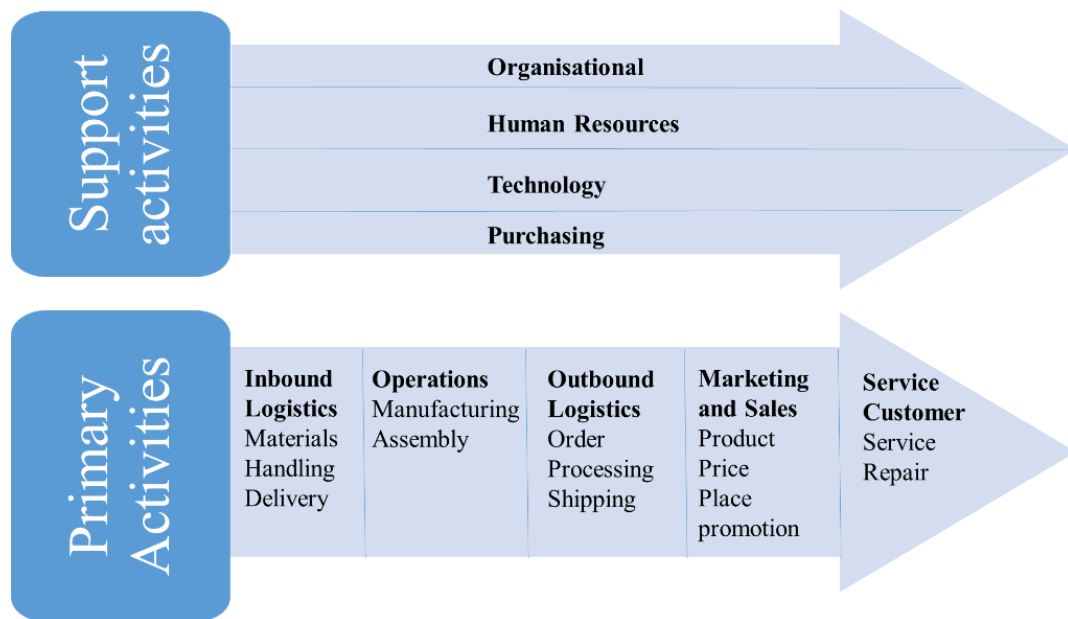 Support
activities
Organisational
Human Resources
Technology
Purchasing
Primary
Activities
Inbound
Logistics
Materials
Handling
Delivery
Operations
Manufacturing
Assembly
Outbound
Logistics
Order
Processing
Shipping
Marketing
and Sales
Product
Price
Place
promotion
Service
Customer
Service
Repair